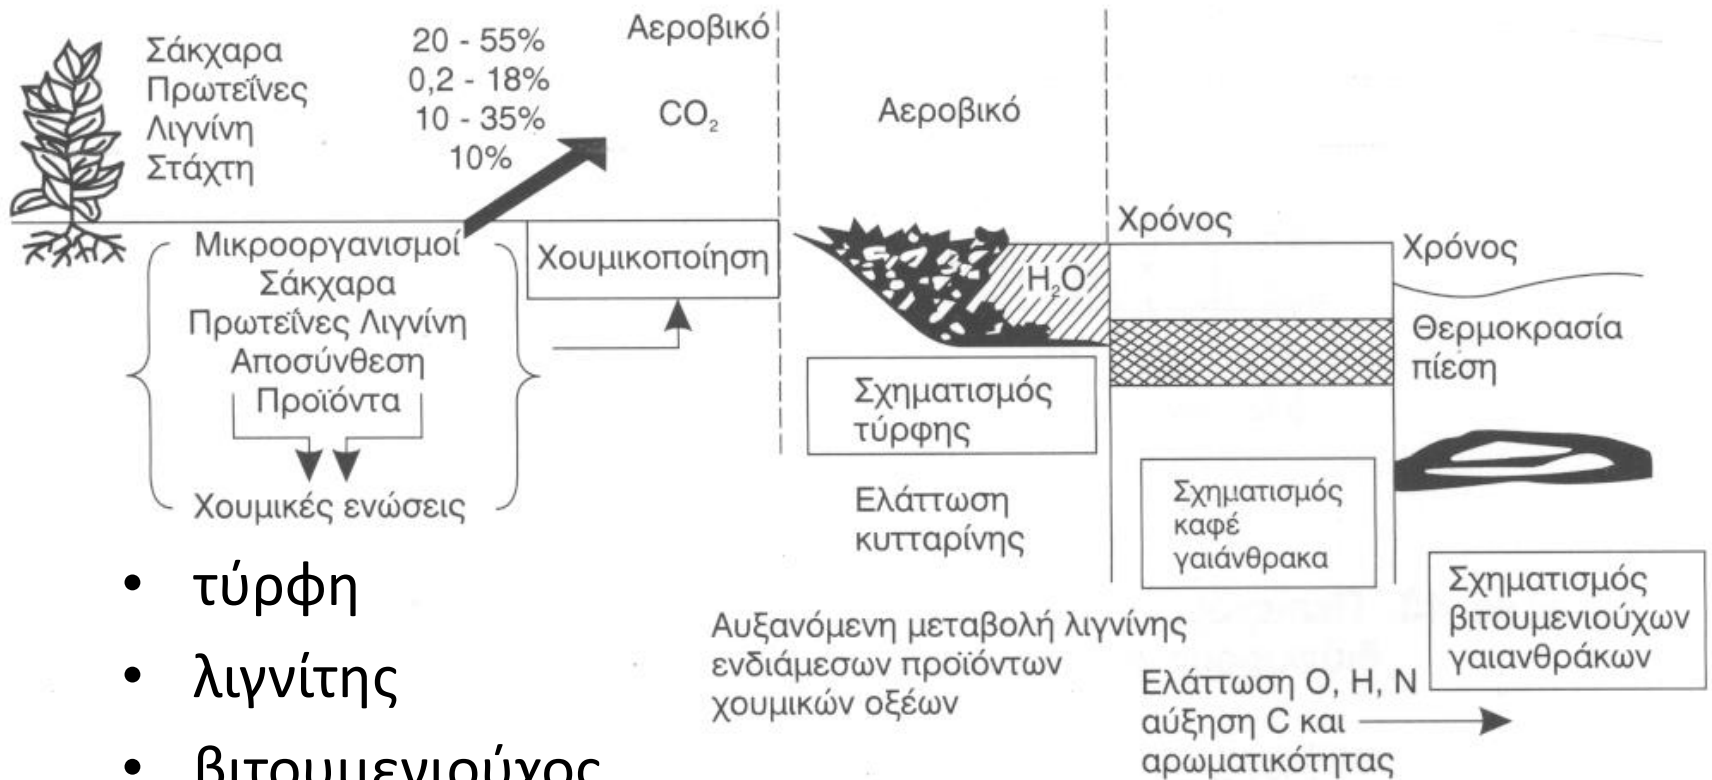 Σάκχαρα 20 - 55%
Πρωτεΐνες 0,2 - 18%
Λιγνίνη 10 - 35%
Στάχτη 10%
Αεροβικό
CO₂
Αεροβικό
Μικροοργανισμοί
Σάκχαρα
Πρωτεΐνες Λιγνίνη
Αποσύνθεση
Προϊόντα
Χουμικές ενώσεις
Χουμικοποίηση
H₂O
Σχηματισμός
τύρφης
Ελάττωση
κυτταρίνης
Αυξανόμενη μεταβολή λιγνίνης
ενδιάμεσων προϊόντων
χουμικών οξέων
Χρόνος
Σχηματισμός
καφέ
γαιάνθρακα
Ελάττωση O, H, N
αύξηση C και
αρωματικότητας
Χρόνος
Θερμοκρασία
πίεση
Σχηματισμός
βιτουμενιούχων
γαιανθράκων
• τύρφη
• λιγνίτης
• βιτουμενιούχος